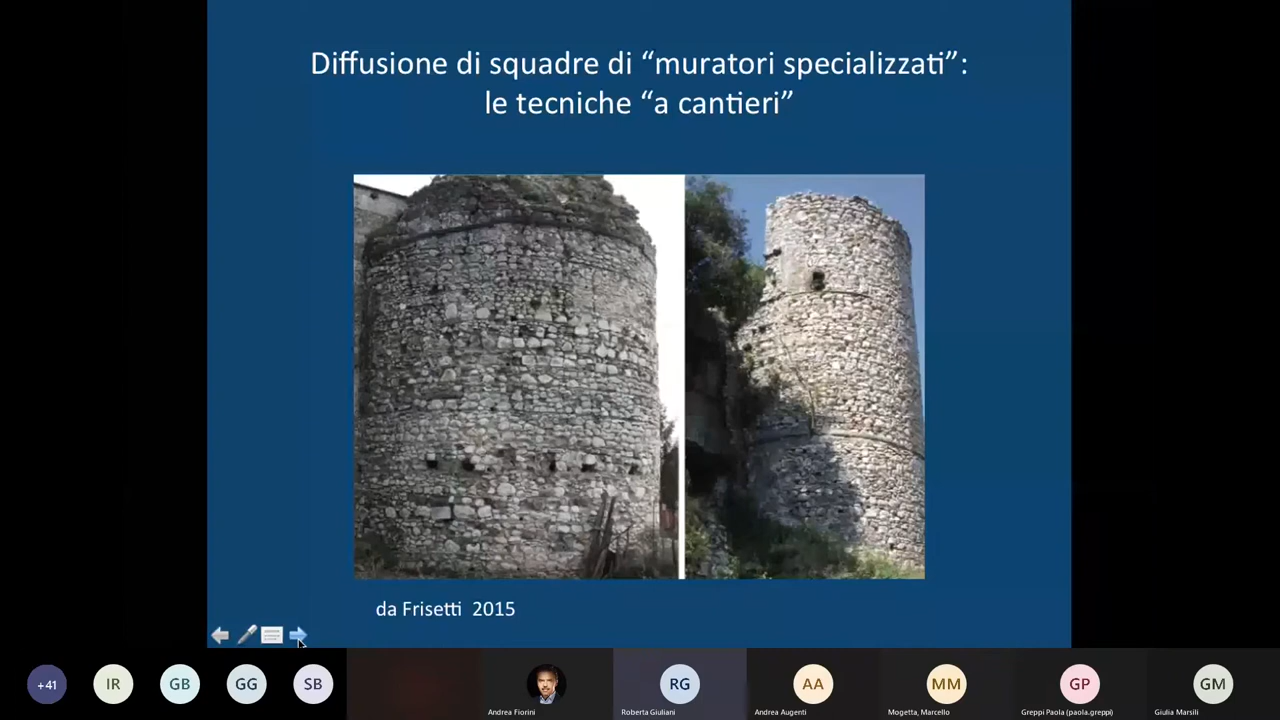 Diffusione di squadre di “muratori specializzati”:
le tecniche “a cantieri”
da Frisetti 2015
+41
IR
GB
GG
SB
RG
AA
MM
GP
GM
Andrea Fiorini
Roberta Giuliani
Andrea Augenti
Mogetta, Marcello
Greppi Paola (paola.greppi)
Giulia Marsili